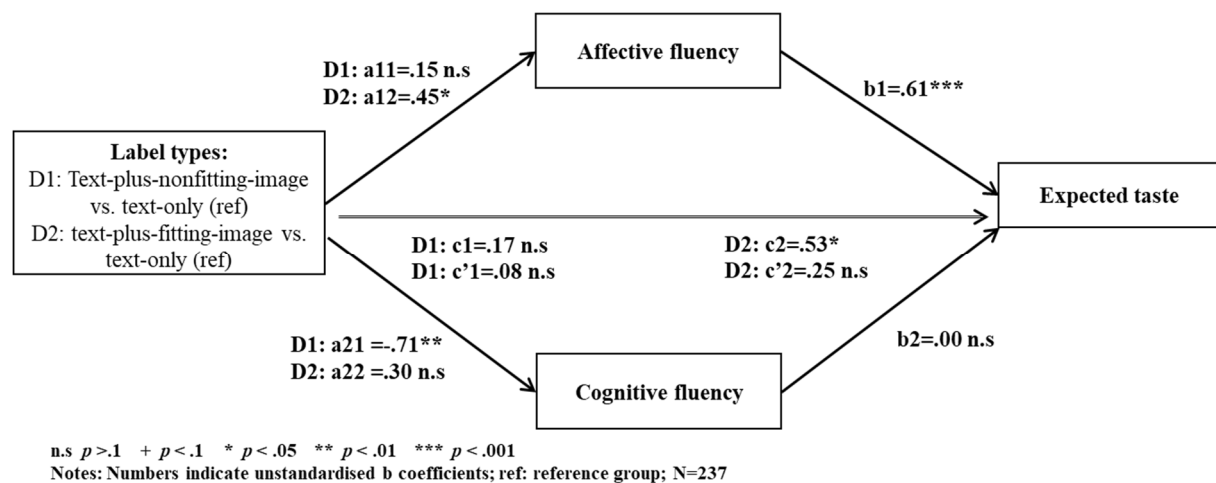 Affective fluency
D1: a11=.15 n.s
D2: a12=.45*
b1=.61***
Label types:
D1: Text-plus-nonfitting-image
vs. text-only (ref)
D2: text-plus-fitting-image vs.
text-only (ref)
Expected taste
D1: c1=.17 n.s
D1: c’1=.08 n.s
D2: c2=.53*
D2: c’2=.25 n.s
D1: a21 =-.71**
D2: a22 =.30 n.s
b2=.00 n.s
Cognitive fluency
n.s p >.1 + p < .1 * p < .05 ** p < .01 *** p < .001
Notes: Numbers indicate unstandardised b coefficients; ref: reference group; N=237